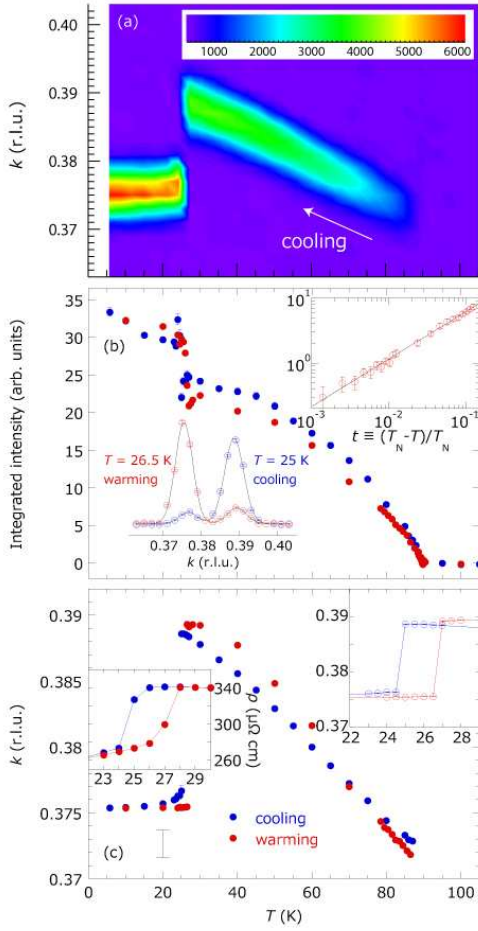 0.40
0.39
0.38
0.37
k (r.l.u.)
(a)
1000 2000 3000 4000 5000 6000
cooling
35
30
25
20
15
10
5
0
Integrated intensity (arb. units)
(b)
10¹
10⁰
10⁻³ 10⁻² 10⁻¹
t ≡ (T_N-T)/T_N
T = 26.5 K
warming
T = 25 K
cooling
0.37 0.38 0.39 0.40
k (r.l.u.)
0.39
0.385
0.38
0.375
0.37
k (r.l.u.)
340
300
260
ρ (μΩ cm)
23 25 27 29
0.39
0.38
0.37
22 24 26 28
cooling
warming
(c)
0 20 40 60 80 100
T (K)